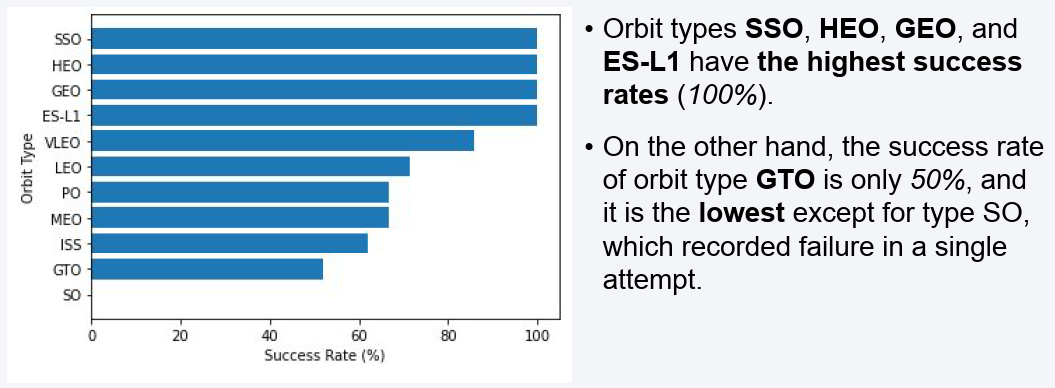 SSO
HEO
GEO
ES-L1
VLEO
LEO
PO
MEO
ISS
GTO
SO
Orbit Type
0 20 40 60 80 100
Success Rate (%)
• Orbit types SSO, HEO, GEO, and
ES-L1 have the highest success
rates (100%).
• On the other hand, the success rate
of orbit type GTO is only 50%, and
it is the lowest except for type SO,
which recorded failure in a single
attempt.